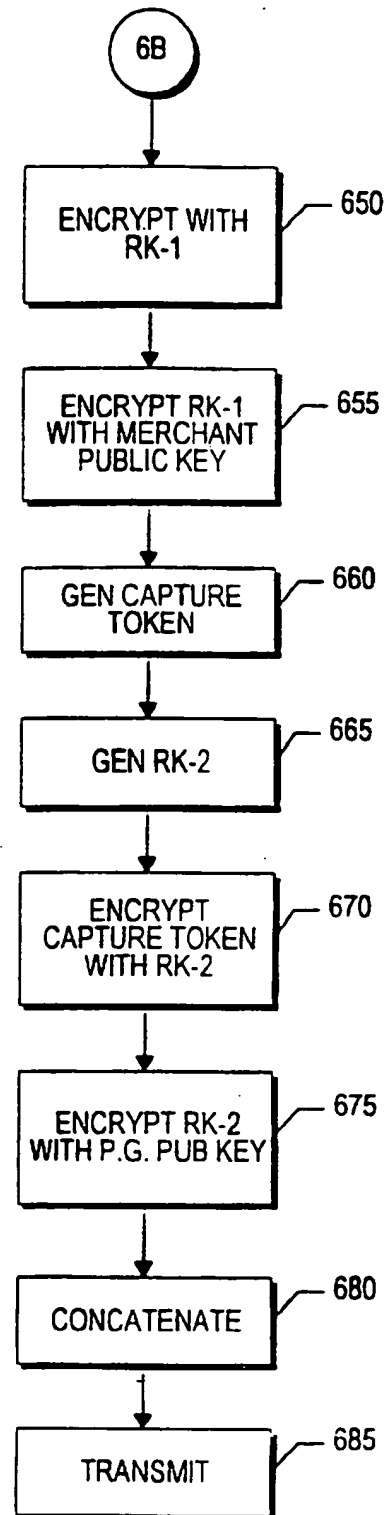 6B
ENCRYPT WITH
RK-1
650
ENCRYPT RK-1
WITH MERCHANT
PUBLIC KEY
655
GEN CAPTURE
TOKEN
660
GEN RK-2
665
ENCRYPT
CAPTURE TOKEN
WITH RK-2
670
ENCRYPT RK-2
WITH P.G. PUB KEY
675
CONCATENATE
680
TRANSMIT
685